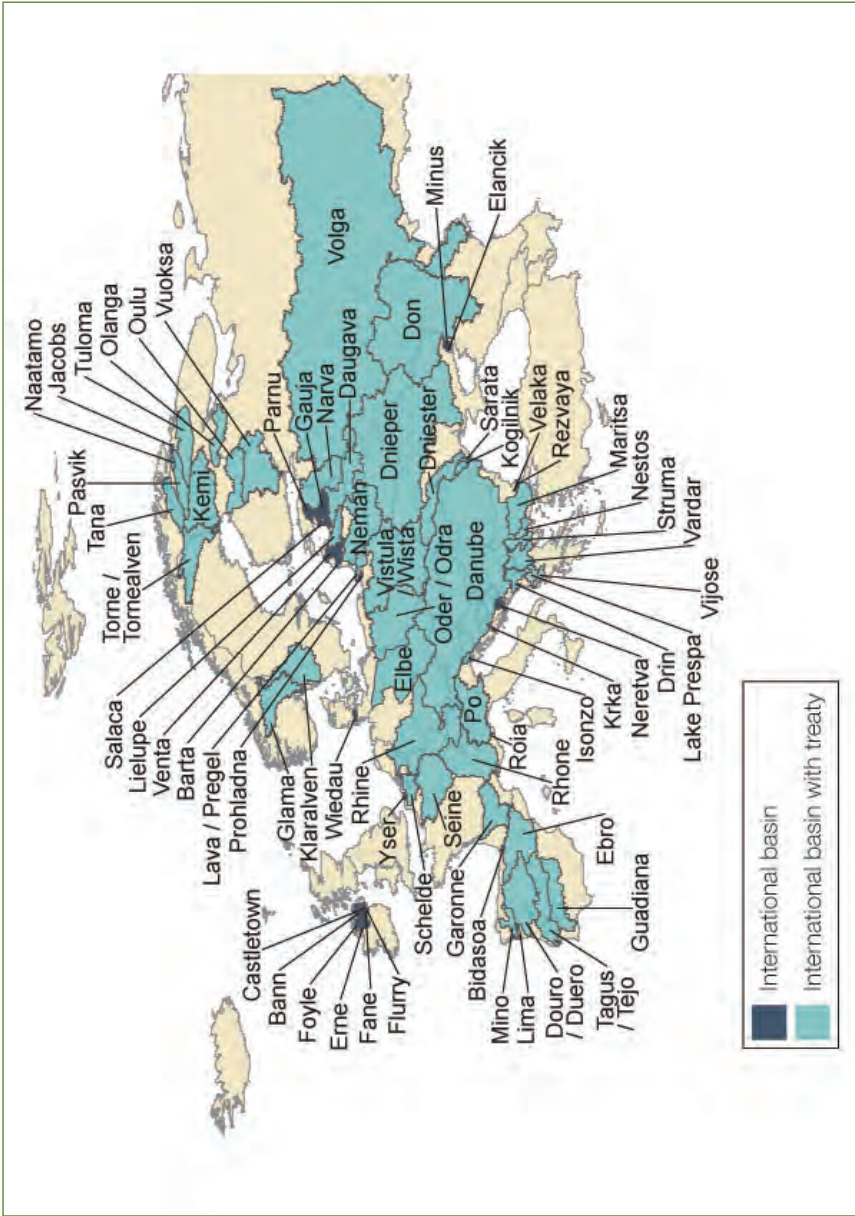 Naatamo
Jacobs
Tuloma
Olanga
Oulu
Vuoksa
Pasvik
Tana
Kemi
Torne /
Tornealven
Parnu
Gauja
Narva
Daugava
Volga
Minus
Elancik
Don
Dnieper
Dniester
Neman
Vistula
/Wista
Oder / Odra
Danube
Elbe
Po
Sarata
Kogilnik
Velaka
Rezvaya
Maritsa
Nestos
Struma
Vardar
Vijose
Lake Prespa
Drin
Neretva
Krka
Isonzo
Roia
Rhone
Ebro
Guadiana
Salaca
Lielupe
Venta
Barta
Lava / Pregel
Prohladna
Glama
Klaralven
Wiedau
Rhine
Yser
Schelde
Seine
Garonne
Bidasoa
Mino
Lima
Douro
/ Duero
Tagus
/ Tejo
Castletown
Bann
Foyle
Erne
Fane
Flurry
International basin
International basin with treaty